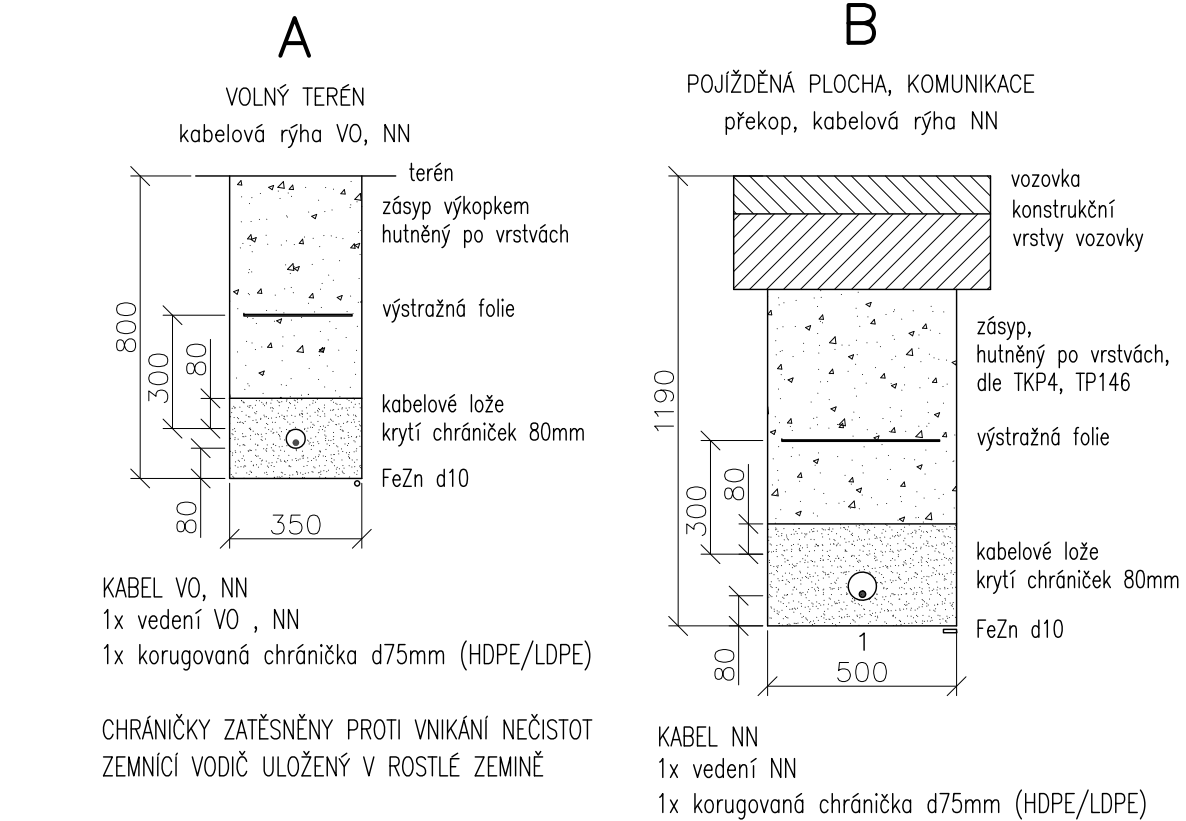 A
VOLNÝ TERÉN
kabelová rýha VO, NN
terén
zásyp výkopkem
hutněný po vrstvách
výstražná folie
kabelové lože
krytí chrániček 80mm
FeZn d10
800
300
80
80
350
KABEL VO, NN
1x vedení VO , NN
1x korugovaná chránička d75mm (HDPE/LDPE)
CHRÁNIČKY ZATĚSNĚNY PROTI VNIKÁNÍ NEČISTOT
ZEMNÍCÍ VODIČ ULOŽENÝ V ROSTLÉ ZEMINĚ
B
POJÍŽDĚNÁ PLOCHA, KOMUNIKACE
překop, kabelová rýha NN
vozovka
konstrukční
vrstvy vozovky
zásyp,
hutněný po vrstvách,
dle TKP4, TP146
výstražná folie
kabelové lože
krytí chrániček 80mm
FeZn d10
1190
300
80
80
1
500
KABEL NN
1x vedení NN
1x korugovaná chránička d75mm (HDPE/LDPE)